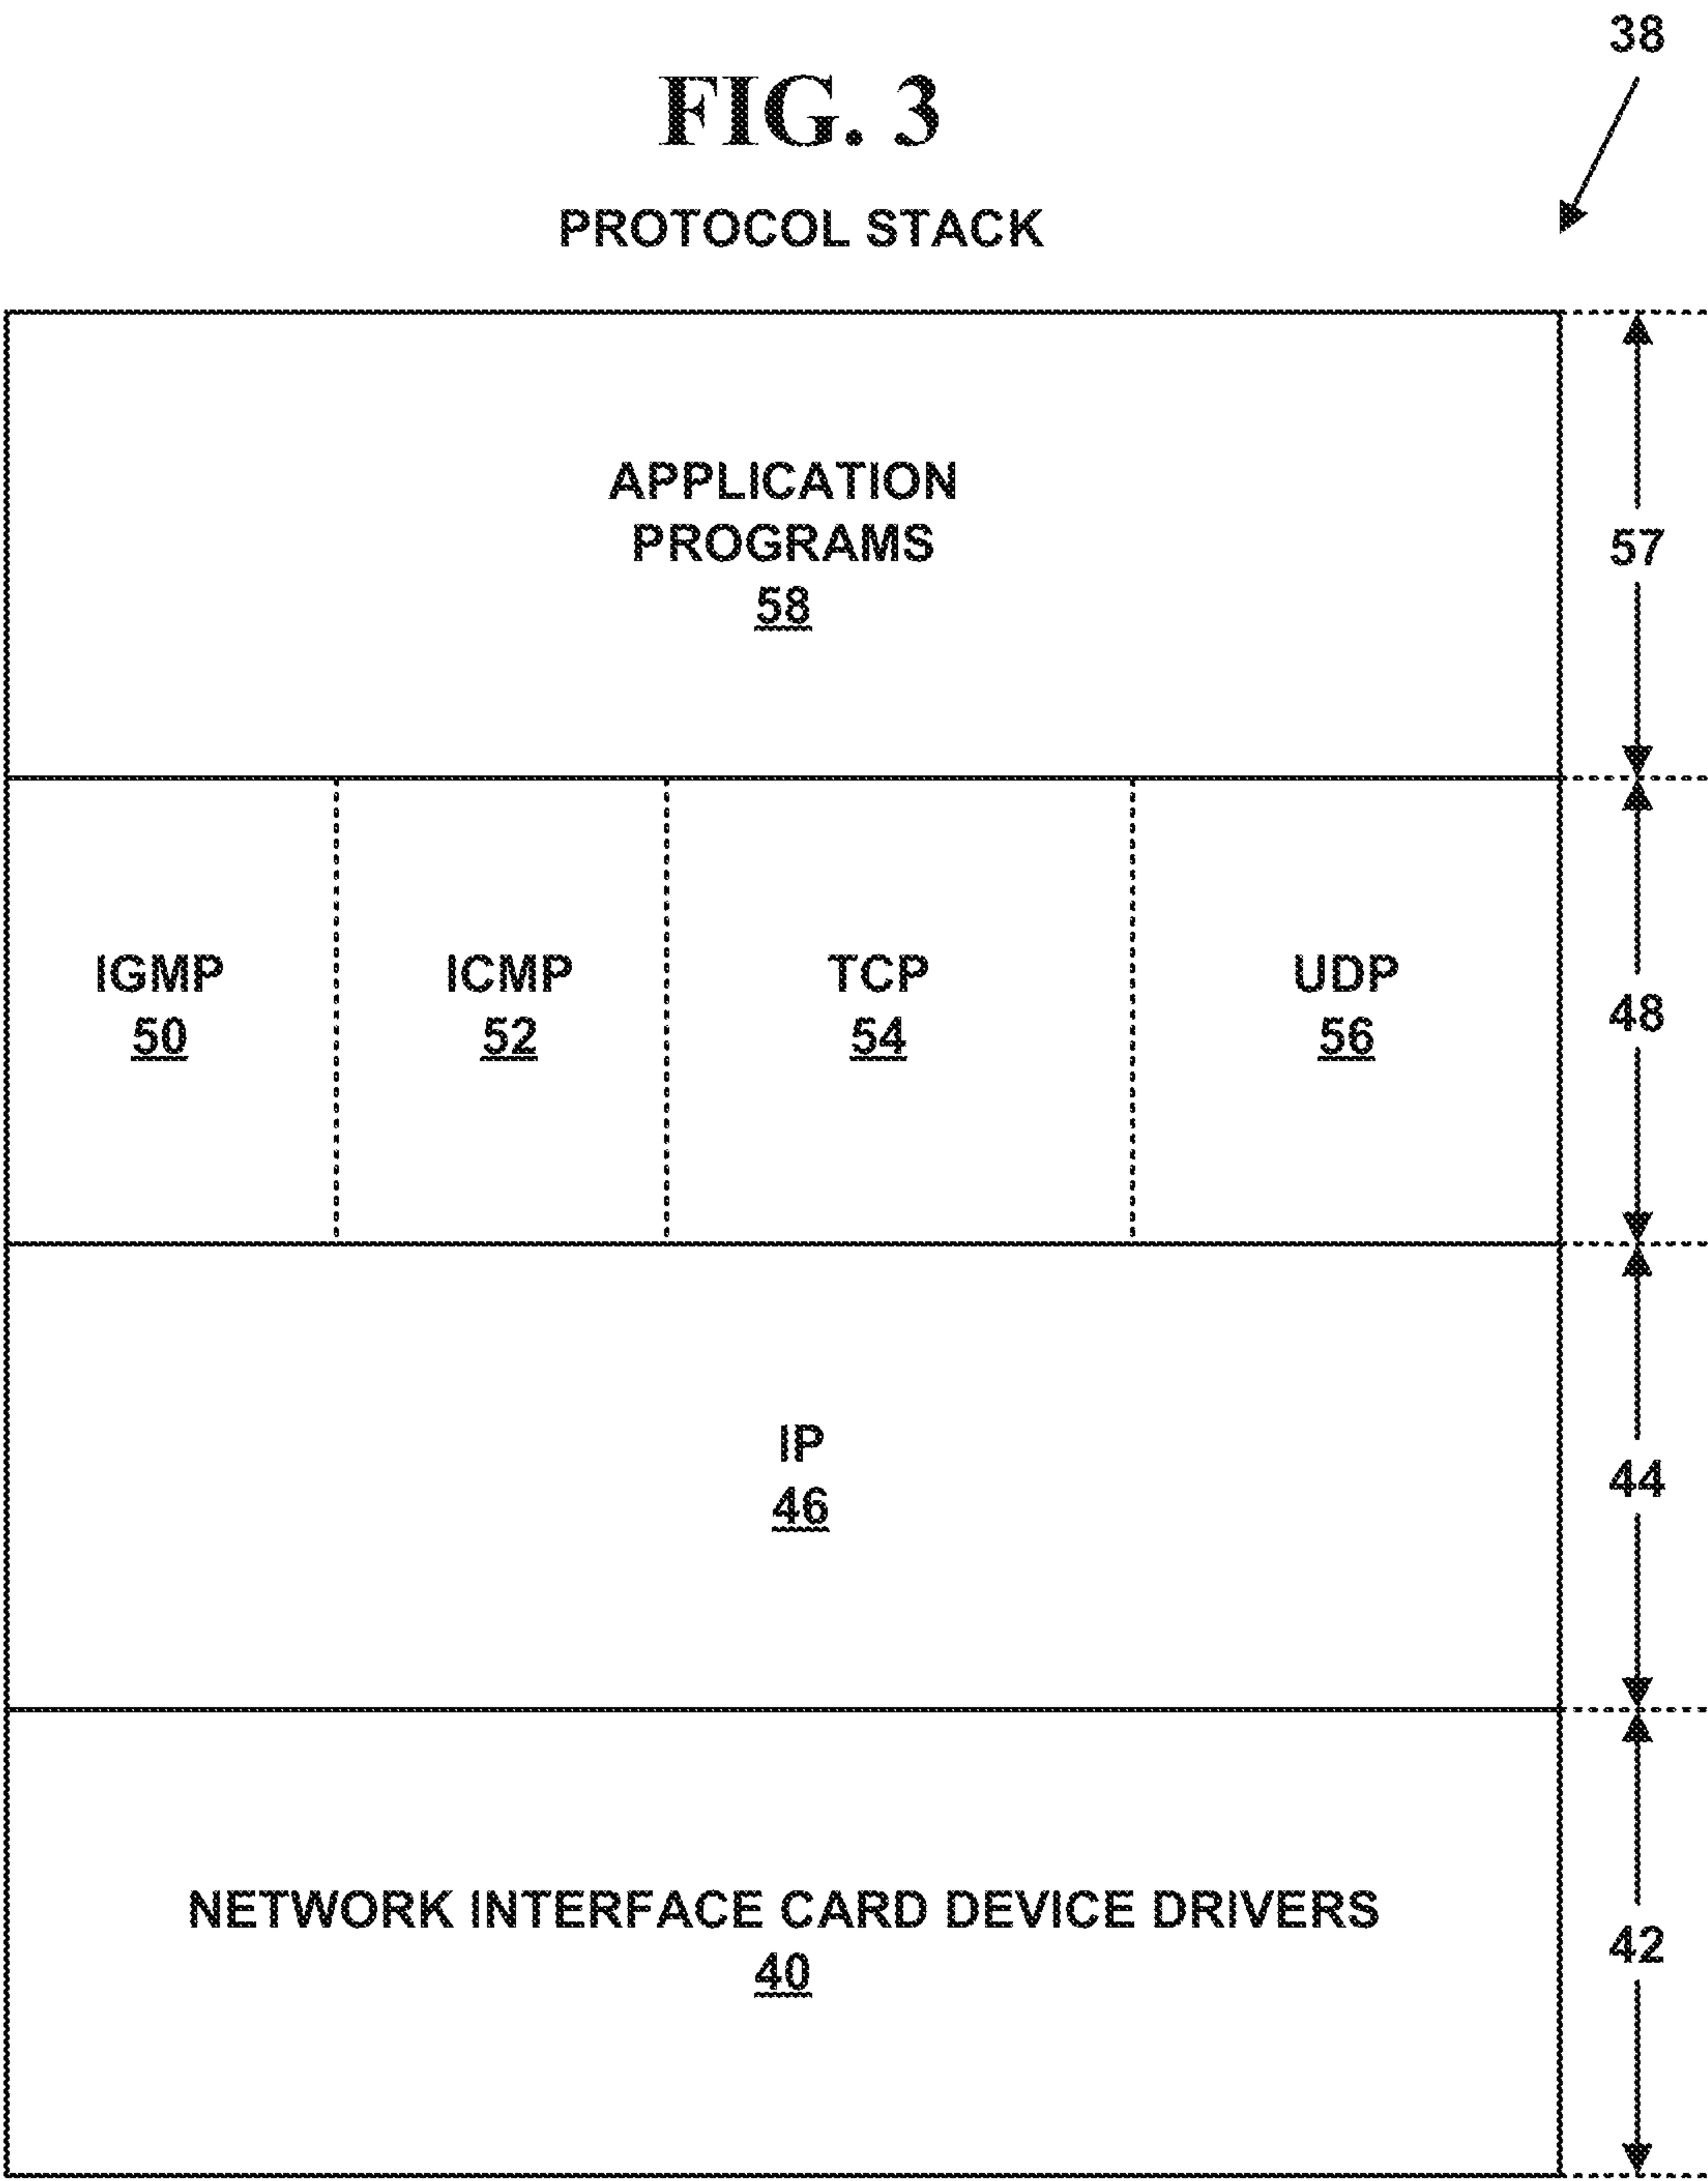 38
FIG. 3
PROTOCOL STACK
APPLICATION
PROGRAMS
58
57
IGMP
50
ICMP
52
TCP
54
UDP
56
48
IP
46
44
NETWORK INTERFACE CARD DEVICE DRIVERS
40
42